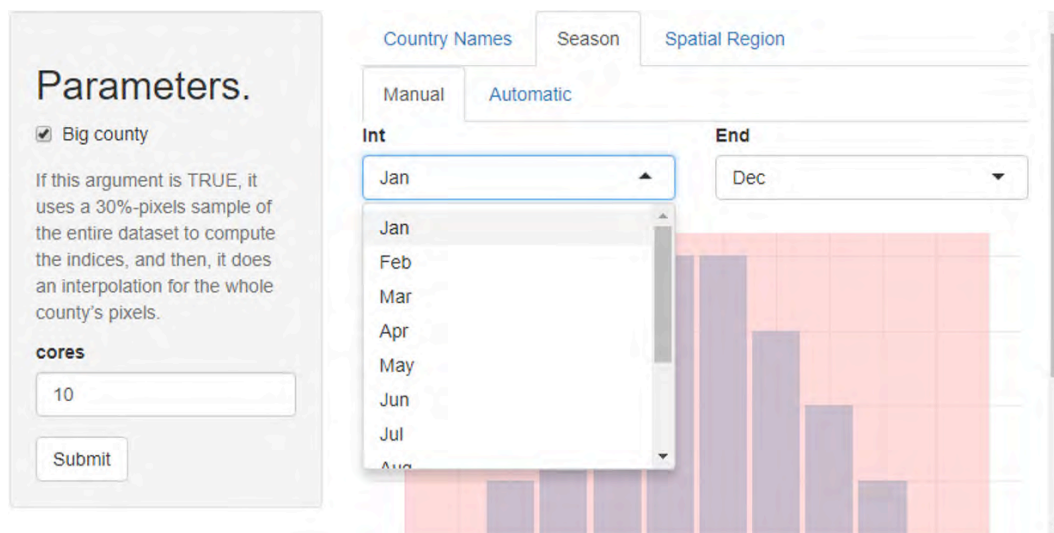 Parameters.
Big county
If this argument is TRUE, it
uses a 30%-pixels sample of
the entire dataset to compute
the indices, and then, it does
an interpolation for the whole
county's pixels.
cores
10
Submit
Country Names Season Spatial Region
Manual Automatic
Int End
Jan Dec
Jan
Feb
Mar
Apr
May
Jun
Jul
Aug